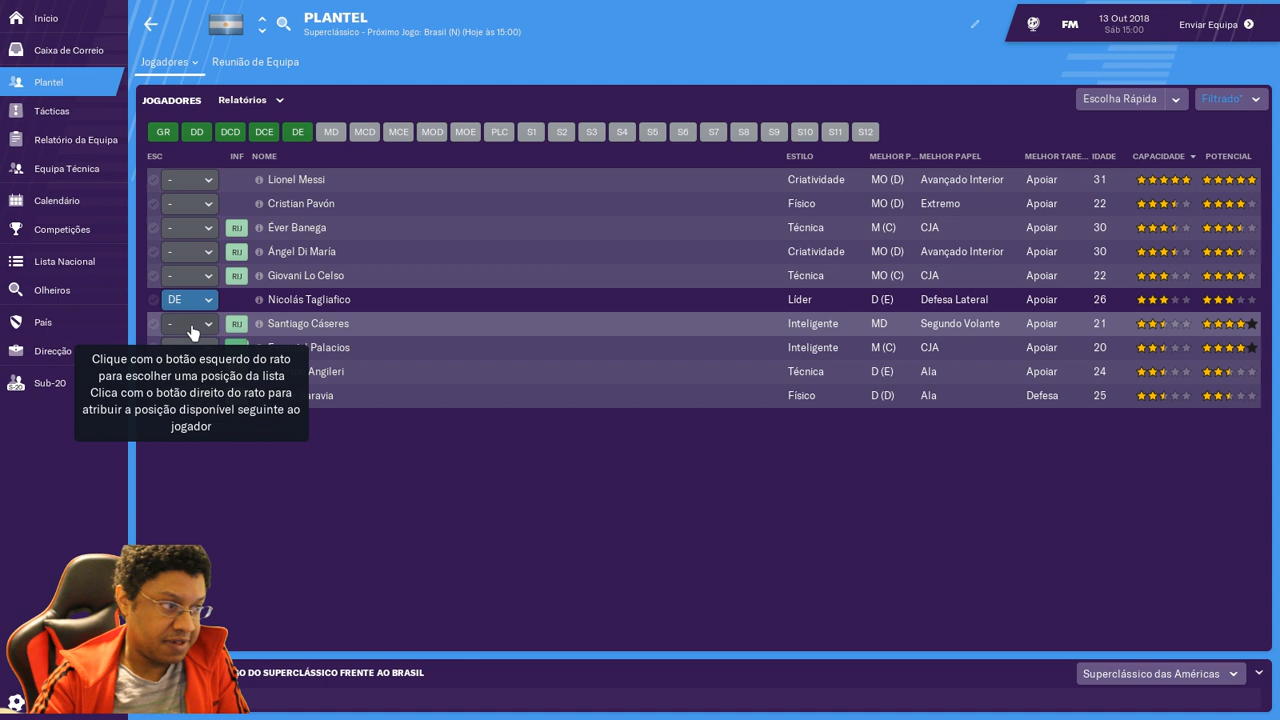 Início
Caixa de Correio
Plantel
Tácticas
Relatório da Equipa
Equipa Técnica
Calendário
Competições
Lista Nacional
Olheiros
País
Direcção
S-20 Sub-20
PLANTEL
Superclássico - Próximo Jogo: Brasil (N) (Hoje às 15:00)
FM
13 Out 2018
Sáb 15:00
Enviar Equipa
Jogadores
Reunião de Equipa
JOGADORES Relatórios
Escolha Rápida
Filtrado*
GR DD DCD DCE DE MD MCD MCE MOD MOE PLC S1 S2 S3 S4 S5 S6 S7 S8 S9 S10 S11 S12
ESC INF NOME ESTILO MELHOR P... MELHOR PAPEL MELHOR TARE... IDADE CAPACIDADE POTENCIAL
- Lionel Messi Criatividade MO (D) Avançado Interior Apoiar 31
- Cristian Pavón Físico MO (D) Extremo Apoiar 22
- RIJ Éver Banega Técnica M (C) CJA Apoiar 30
- RIJ Ángel Di María Criatividade MO (D) Avançado Interior Apoiar 30
- RIJ Giovani Lo Celso Técnica MO (C) CJA Apoiar 22
DE Nicolás Tagliafico Líder D (E) Defesa Lateral Apoiar 26
- RIJ Santiago Cáseres Inteligente MD Segundo Volante Apoiar 21
Palacios Inteligente M (C) CJA Apoiar 20
Angileri Técnica D (E) Ala Apoiar 24
aravia Físico D (D) Ala Defesa 25
Clique com o botão esquerdo do rato
para escolher uma posição da lista
Clica com o botão direito do rato para
atribuir a posição disponível seguinte ao
jogador
GO DO SUPERCLÁSSICO FRENTE AO BRASIL
Superclássico das Américas